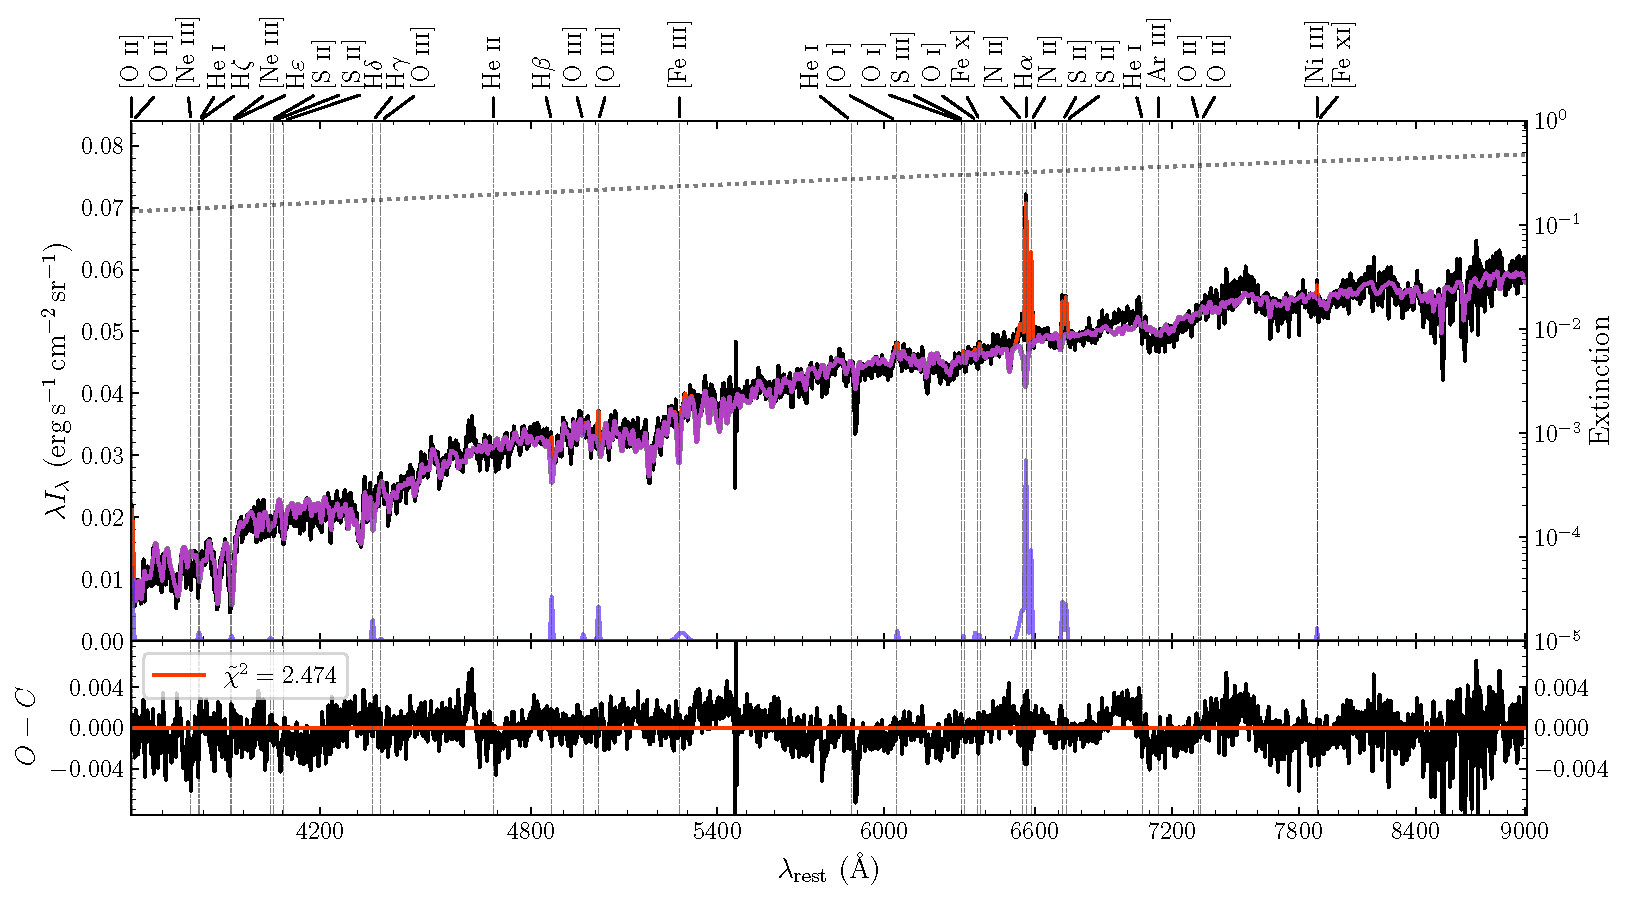 [O II]
[O II]
[Ne III]
He I
Hζ
[Ne III]
Hε
[S II]
[S II]
Hδ
Hγ
[O III]
He II
Hβ
[O III]
[O III]
[Fe III]
He I
[O I]
[O I]
[S III]
[O I]
[Fe X]
[N II]
Hα
[N II]
[S II]
[S II]
He I
[Ar III]
[O II]
[O II]
[Ni III]
[Fe XI]
λI_λ (erg s⁻¹ cm⁻² sr⁻¹)
0.08
0.07
0.06
0.05
0.04
0.03
0.02
0.01
0.00
10⁰
10⁻¹
10⁻²
10⁻³
10⁻⁴
10⁻⁵
Extinction
χ̃² = 2.474
O − C
0.004
0.000
−0.004
0.004
0.000
−0.004
4200 4800 5400 6000 6600 7200 7800 8400 9000
λ_rest (Å)